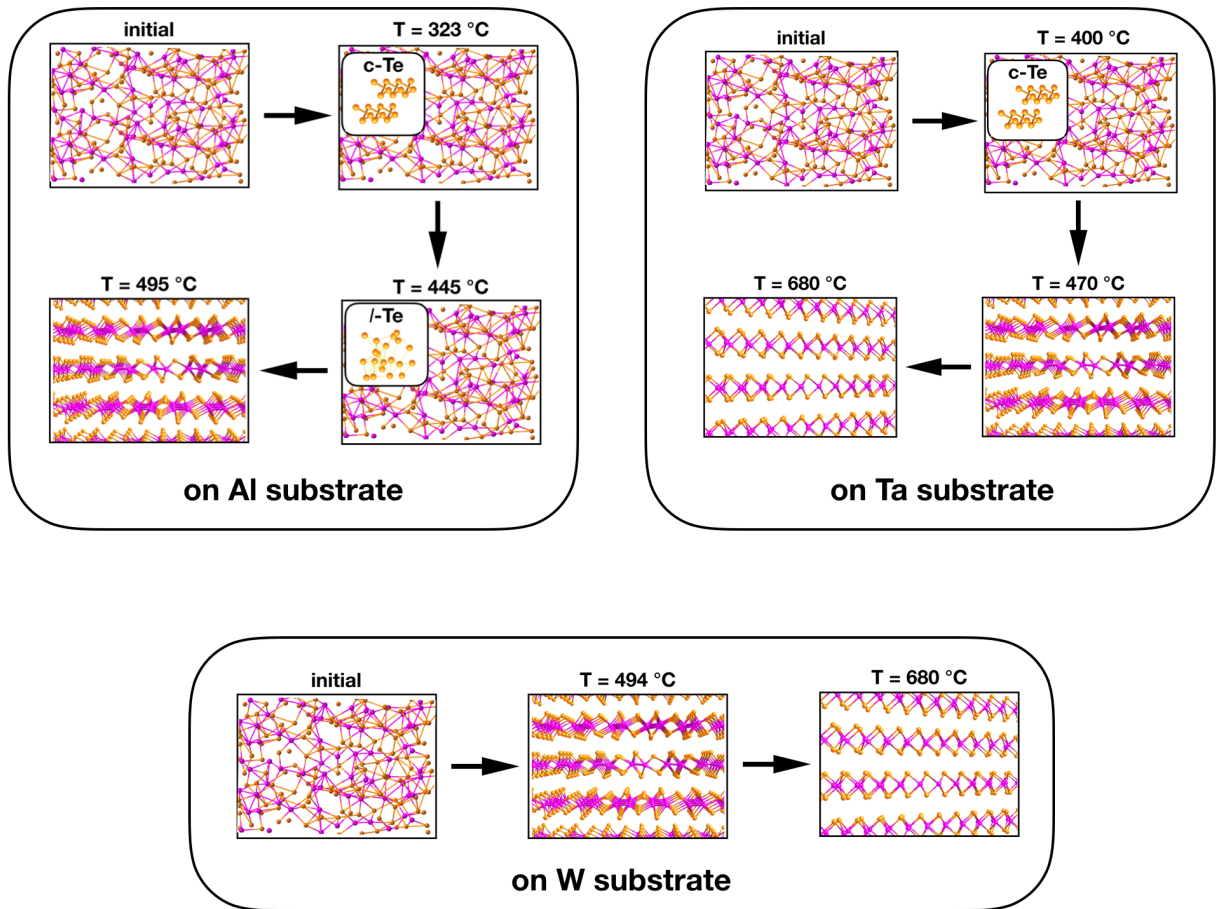 initial
T = 323 °C
c-Te
T = 495 °C
T = 445 °C
l-Te
on Al substrate
initial
T = 400 °C
c-Te
T = 680 °C
T = 470 °C
on Ta substrate
initial
T = 494 °C
T = 680 °C
on W substrate